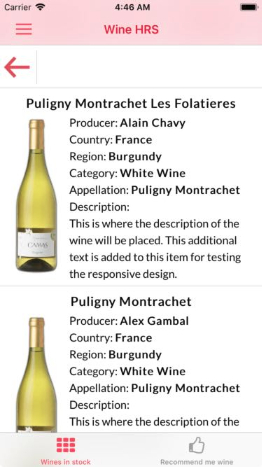 Carrier 4:46 AM
Wine HRS
Puligny Montrachet Les Folatieres
Producer: Alain Chavy
Country: France
Region: Burgundy
Category: White Wine
Appellation: Puligny Montrachet
Description:
This is where the description of the
wine will be placed. This additional
text is added to this item for testing
the responsive design.
Puligny Montrachet
Producer: Alex Gambal
Country: France
Region: Burgundy
Category: White Wine
Appellation: Puligny Montrachet
Description:
This is where the description of the
Wines in stock
Recommend me wine